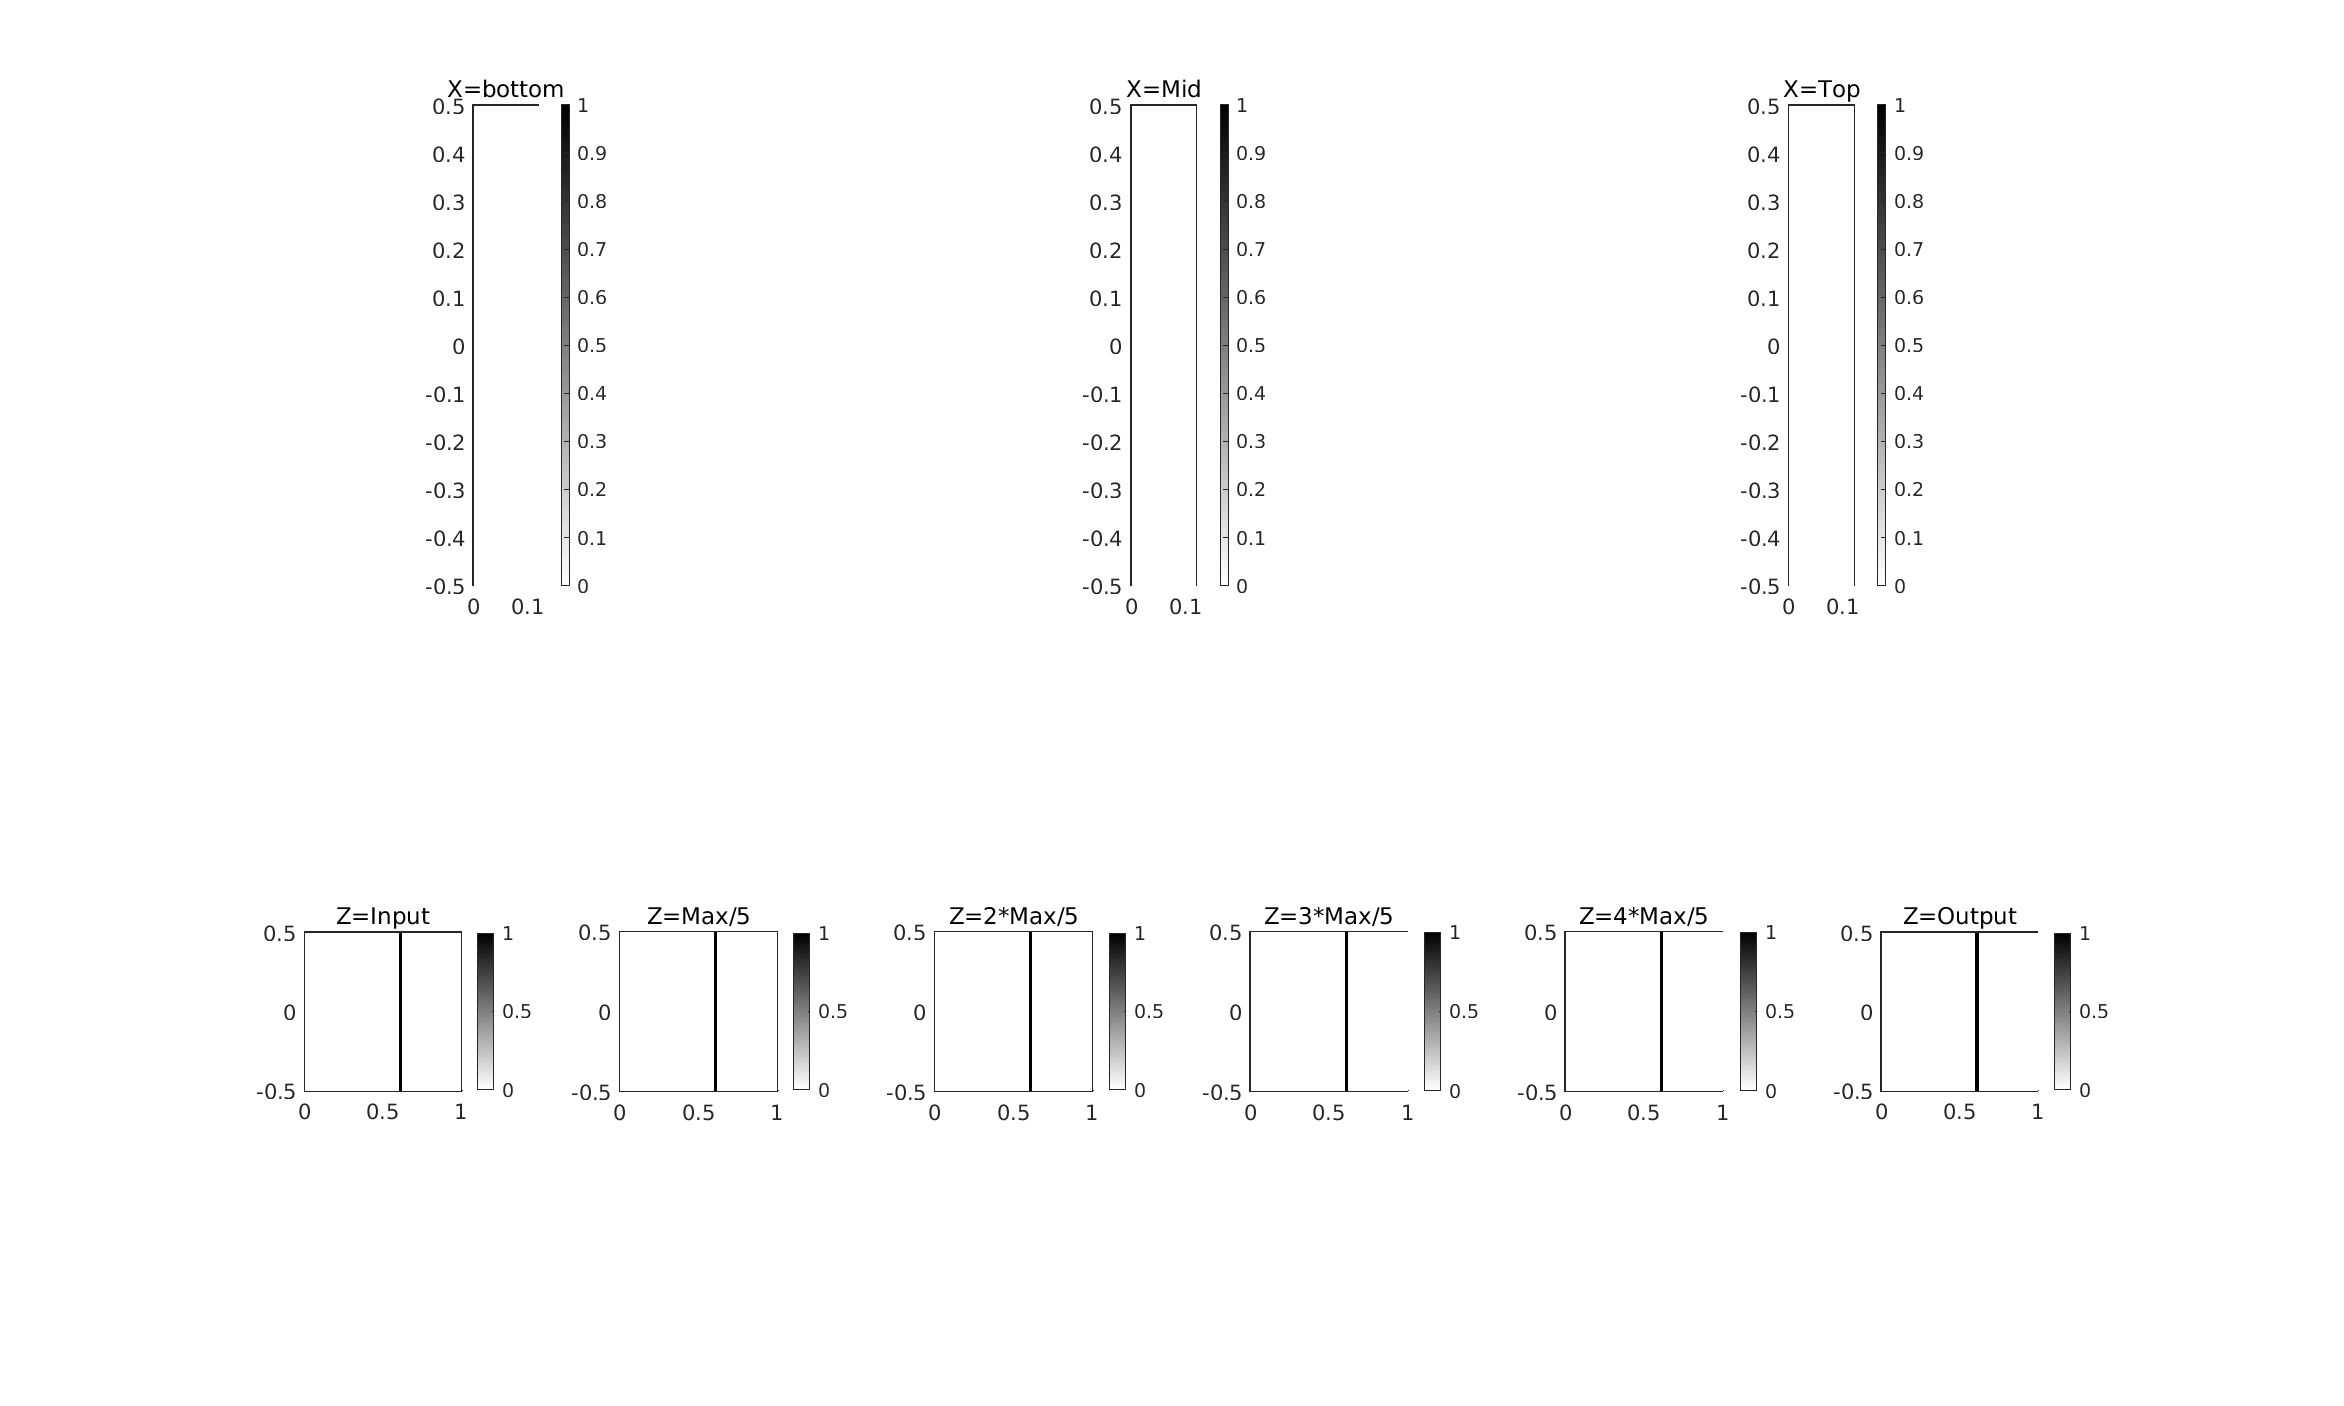 X=bottom X=Mid X=Top
0.5 1 0.5 1 0.5 1
0.4 0.9 0.4 0.9 0.4 0.9
0.3 0.8 0.3 0.8 0.3 0.8
0.2 0.7 0.2 0.7 0.2 0.7
0.1 0.6 0.1 0.6 0.1 0.6
0 0.5 0 0.5 0 0.5
-0.1 0.4 -0.1 0.4 -0.1 0.4
-0.2 0.3 -0.2 0.3 -0.2 0.3
-0.3 0.2 -0.3 0.2 -0.3 0.2
-0.4 0.1 -0.4 0.1 -0.4 0.1
-0.5 0 -0.5 0 -0.5 0
0 0.1 0 0.1 0 0.1
Z=Input Z=Max/5 Z=2*Max/5 Z=3*Max/5 Z=4*Max/5 Z=Output
0.5 1 0.5 1 0.5 1 0.5 1 0.5 1 0.5 1
0 0.5 0 0.5 0 0.5 0 0.5 0 0.5 0 0.5
-0.5 0 -0.5 0 -0.5 0 -0.5 0 -0.5 0 -0.5 0
0 0.5 1 0 0.5 1 0 0.5 1 0 0.5 1 0 0.5 1 0 0.5 1